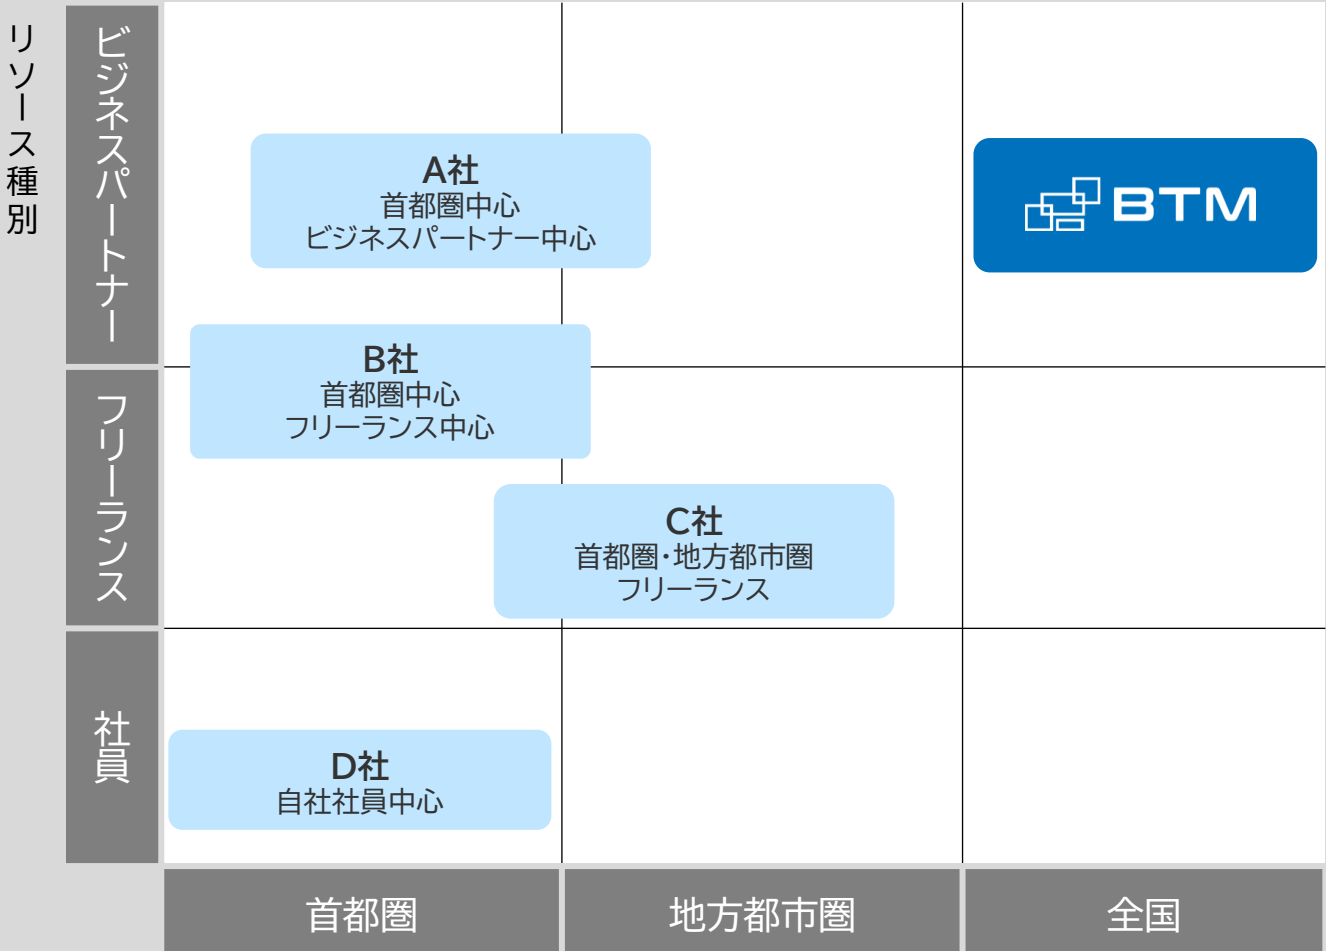 リソース種別
ビジネスパートナー
A社
首都圏中心
ビジネスパートナー中心
BTM
B社
首都圏中心
フリーランス中心
フリーランス
C社
首都圏・地方都市圏
フリーランス
社員
D社
自社社員中心
首都圏
地方都市圏
全国